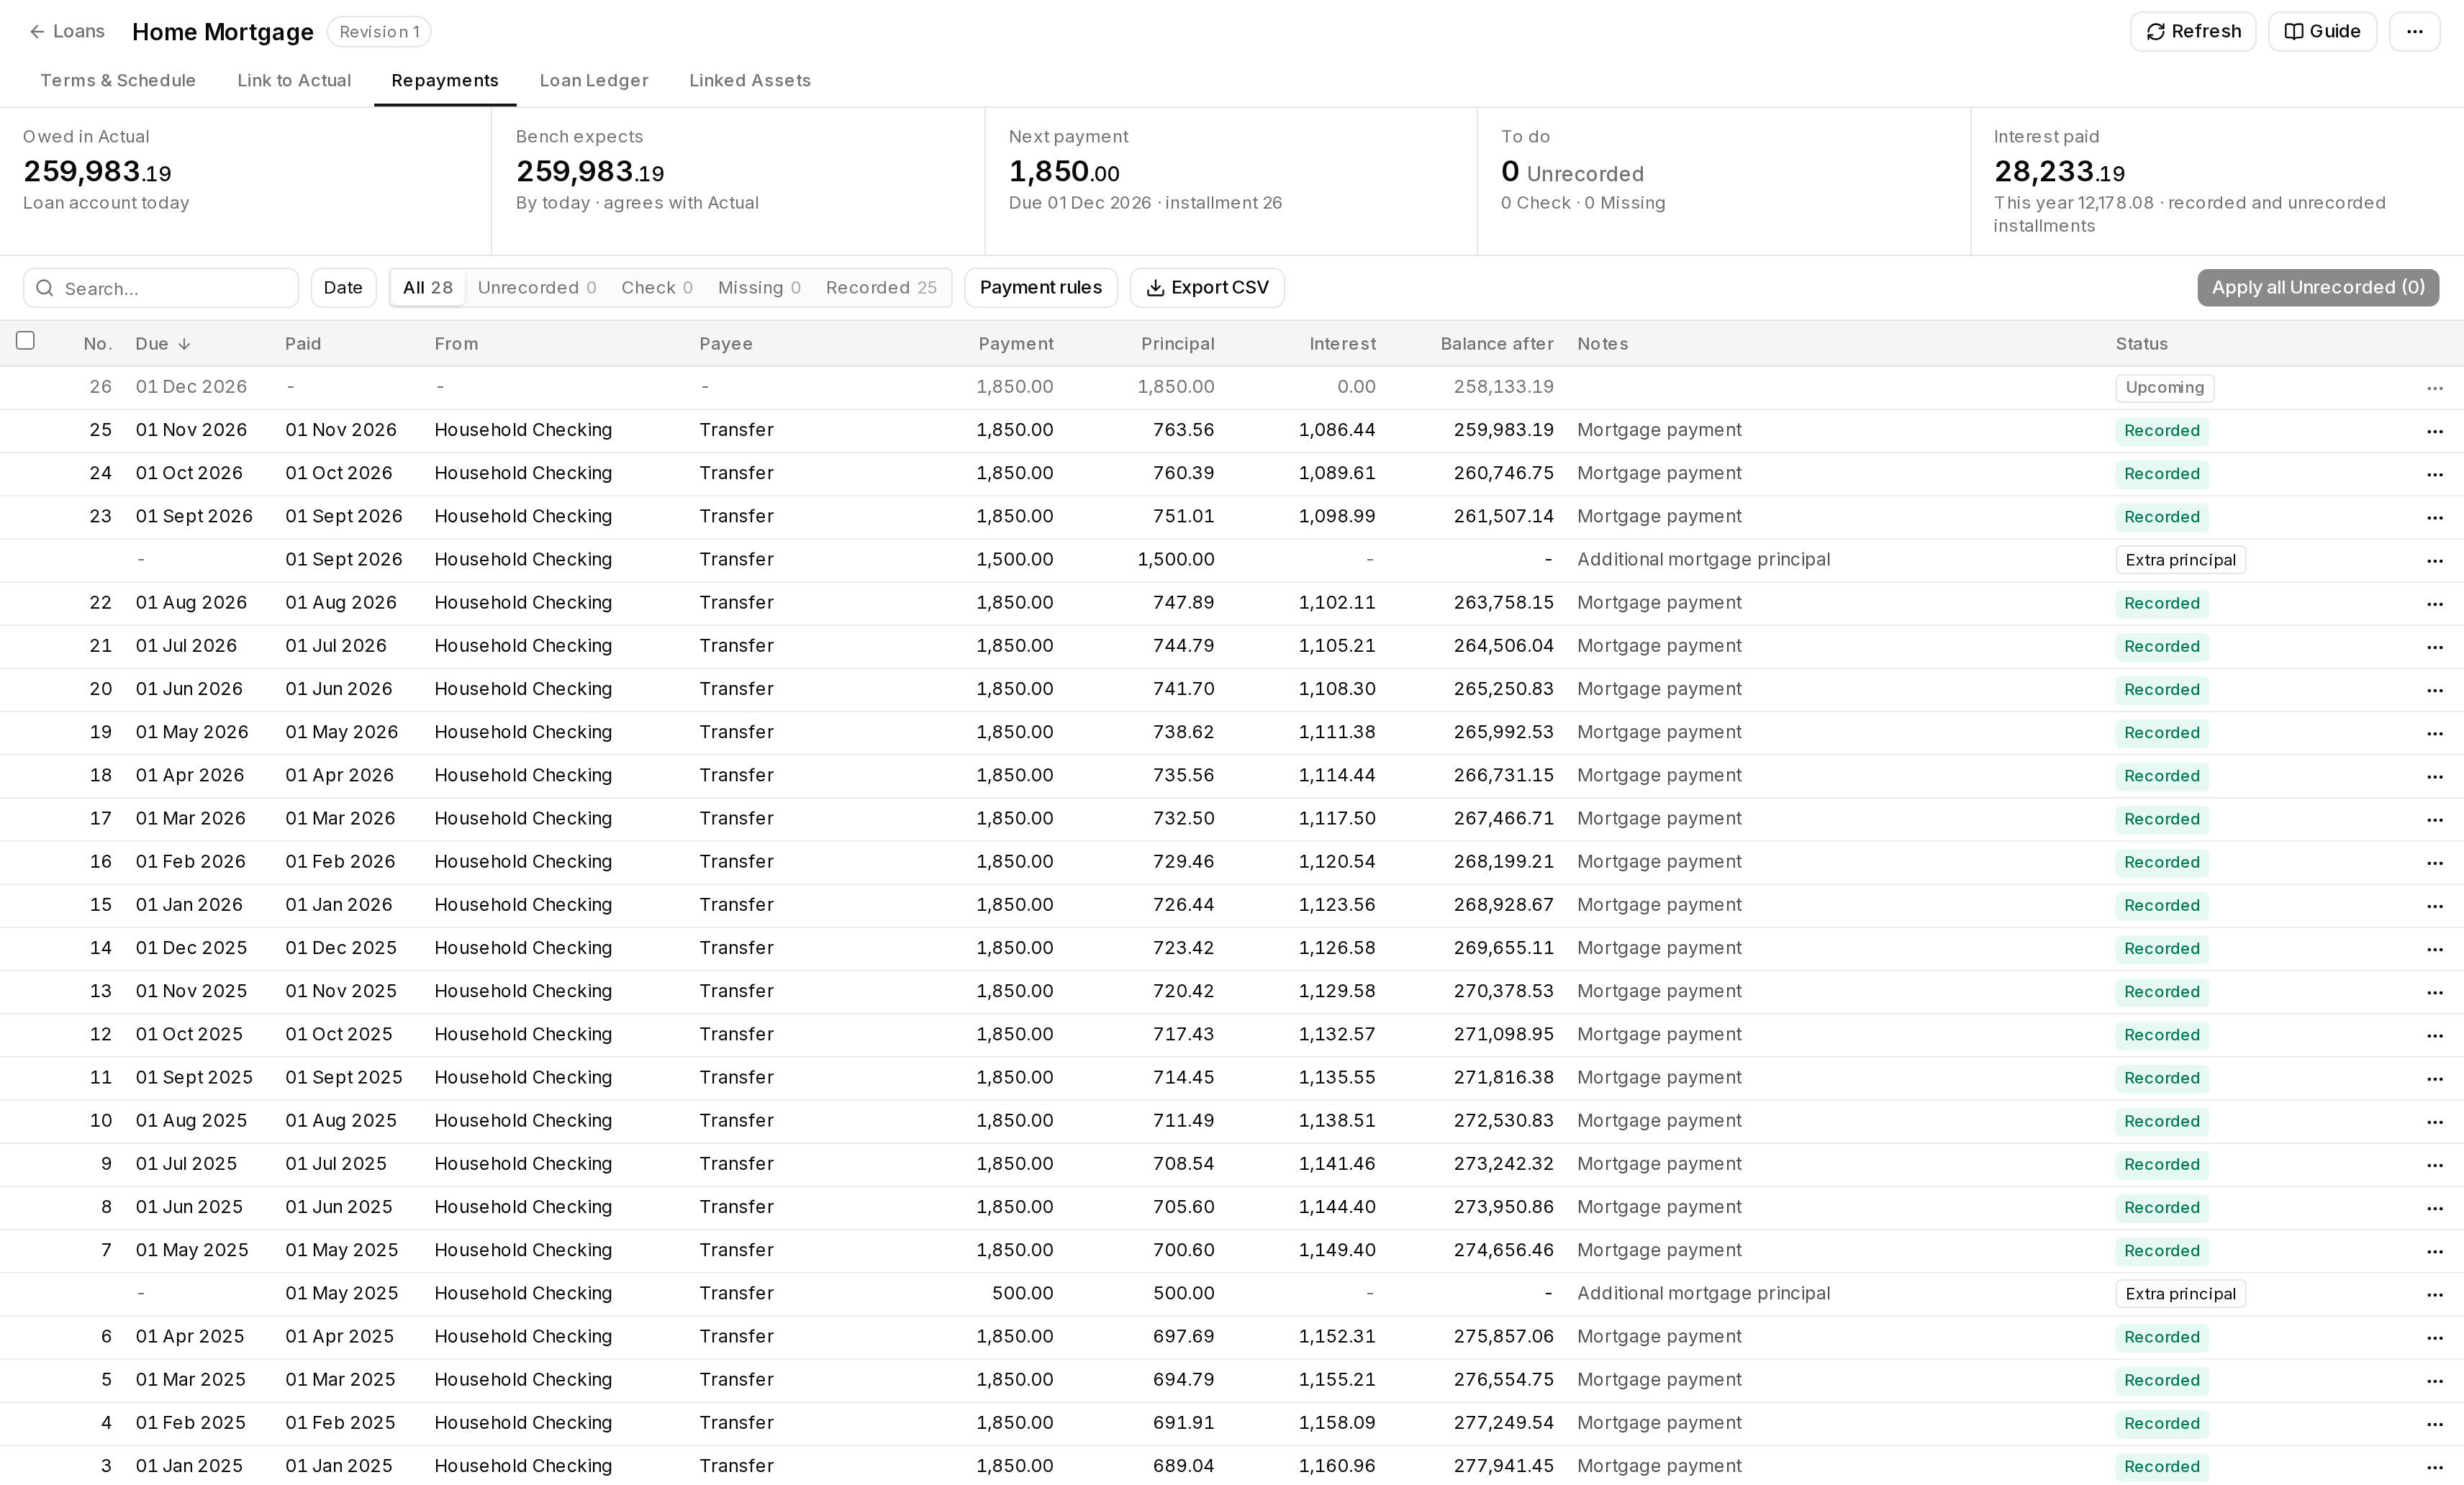 Loans Home Mortgage Revision 1 Refresh Guide ...
Terms & Schedule Link to Actual Repayments Loan Ledger Linked Assets
Owed in Actual Bench expects Next payment To do Interest paid
259,983.19 259,983.19 1,850.00 0 Unrecorded 28,233.19
Loan account today By today · agrees with Actual Due 01 Dec 2026 · installment 26 0 Check · 0 Missing This year 12,178.08 · recorded and unrecorded
installments
Search... Date All 28 Unrecorded 0 Check 0 Missing 0 Recorded 25 Payment rules Export CSV Apply all Unrecorded (0)
No. Due Paid From Payee Payment Principal Interest Balance after Notes Status
26 01 Dec 2026 - - - 1,850.00 1,850.00 0.00 258,133.19 Upcoming ...
25 01 Nov 2026 01 Nov 2026 Household Checking Transfer 1,850.00 763.56 1,086.44 259,983.19 Mortgage payment Recorded ...
24 01 Oct 2026 01 Oct 2026 Household Checking Transfer 1,850.00 760.39 1,089.61 260,746.75 Mortgage payment Recorded ...
23 01 Sept 2026 01 Sept 2026 Household Checking Transfer 1,850.00 751.01 1,098.99 261,507.14 Mortgage payment Recorded ...
- 01 Sept 2026 Household Checking Transfer 1,500.00 1,500.00 - - Additional mortgage principal Extra principal ...
22 01 Aug 2026 01 Aug 2026 Household Checking Transfer 1,850.00 747.89 1,102.11 263,758.15 Mortgage payment Recorded ...
21 01 Jul 2026 01 Jul 2026 Household Checking Transfer 1,850.00 744.79 1,105.21 264,506.04 Mortgage payment Recorded ...
20 01 Jun 2026 01 Jun 2026 Household Checking Transfer 1,850.00 741.70 1,108.30 265,250.83 Mortgage payment Recorded ...
19 01 May 2026 01 May 2026 Household Checking Transfer 1,850.00 738.62 1,111.38 265,992.53 Mortgage payment Recorded ...
18 01 Apr 2026 01 Apr 2026 Household Checking Transfer 1,850.00 735.56 1,114.44 266,731.15 Mortgage payment Recorded ...
17 01 Mar 2026 01 Mar 2026 Household Checking Transfer 1,850.00 732.50 1,117.50 267,466.71 Mortgage payment Recorded ...
16 01 Feb 2026 01 Feb 2026 Household Checking Transfer 1,850.00 729.46 1,120.54 268,199.21 Mortgage payment Recorded ...
15 01 Jan 2026 01 Jan 2026 Household Checking Transfer 1,850.00 726.44 1,123.56 268,928.67 Mortgage payment Recorded ...
14 01 Dec 2025 01 Dec 2025 Household Checking Transfer 1,850.00 723.42 1,126.58 269,655.11 Mortgage payment Recorded ...
13 01 Nov 2025 01 Nov 2025 Household Checking Transfer 1,850.00 720.42 1,129.58 270,378.53 Mortgage payment Recorded ...
12 01 Oct 2025 01 Oct 2025 Household Checking Transfer 1,850.00 717.43 1,132.57 271,098.95 Mortgage payment Recorded ...
11 01 Sept 2025 01 Sept 2025 Household Checking Transfer 1,850.00 714.45 1,135.55 271,816.38 Mortgage payment Recorded ...
10 01 Aug 2025 01 Aug 2025 Household Checking Transfer 1,850.00 711.49 1,138.51 272,530.83 Mortgage payment Recorded ...
9 01 Jul 2025 01 Jul 2025 Household Checking Transfer 1,850.00 708.54 1,141.46 273,242.32 Mortgage payment Recorded ...
8 01 Jun 2025 01 Jun 2025 Household Checking Transfer 1,850.00 705.60 1,144.40 273,950.86 Mortgage payment Recorded ...
7 01 May 2025 01 May 2025 Household Checking Transfer 1,850.00 700.60 1,149.40 274,656.46 Mortgage payment Recorded ...
- 01 May 2025 Household Checking Transfer 500.00 500.00 - - Additional mortgage principal Extra principal ...
6 01 Apr 2025 01 Apr 2025 Household Checking Transfer 1,850.00 697.69 1,152.31 275,857.06 Mortgage payment Recorded ...
5 01 Mar 2025 01 Mar 2025 Household Checking Transfer 1,850.00 694.79 1,155.21 276,554.75 Mortgage payment Recorded ...
4 01 Feb 2025 01 Feb 2025 Household Checking Transfer 1,850.00 691.91 1,158.09 277,249.54 Mortgage payment Recorded ...
3 01 Jan 2025 01 Jan 2025 Household Checking Transfer 1,850.00 689.04 1,160.96 277,941.45 Mortgage payment Recorded ...